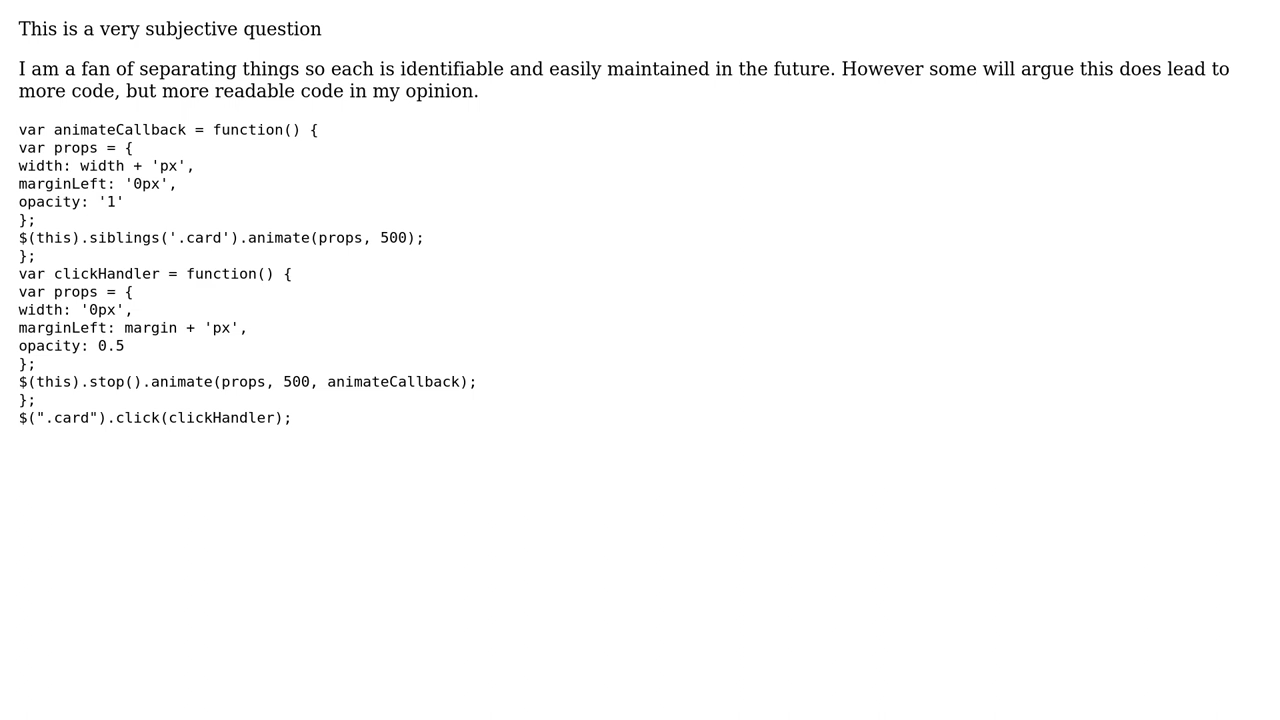 This is a very subjective question
I am a fan of separating things so each is identifiable and easily maintained in the future. However some will argue this does lead to
more code, but more readable code in my opinion.
var animateCallback = function() {
var props = {
width: width + 'px',
marginLeft: '0px',
opacity: '1'
};
$(this).siblings('.card').animate(props, 500);
};
var clickHandler = function() {
var props = {
width: '0px',
marginLeft: margin + 'px',
opacity: 0.5
};
$(this).stop().animate(props, 500, animateCallback);
};
$(".card").click(clickHandler);